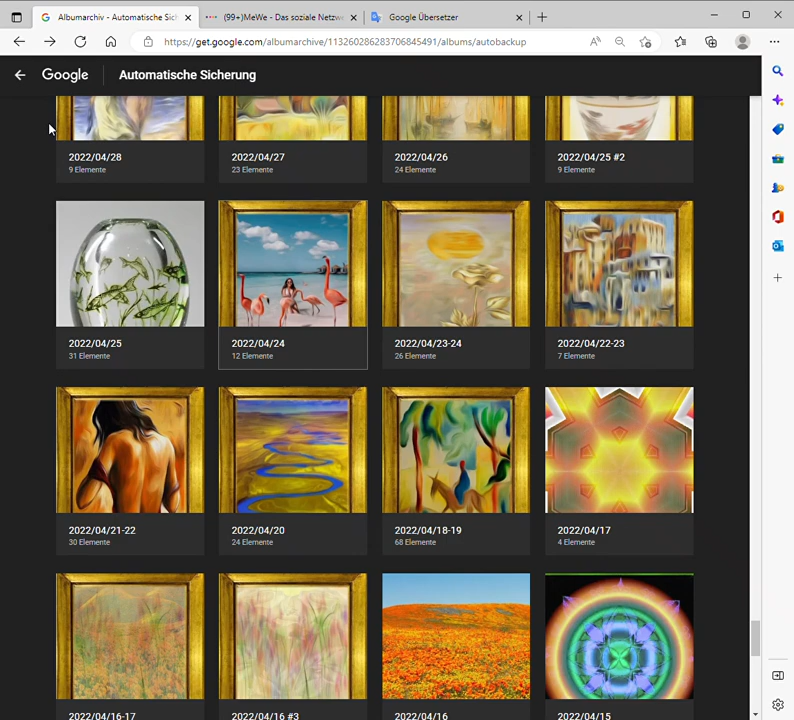 Albumarchiv - Automatische Sich
(99+)MeWe - Das soziale Netzwe
Google Übersetzer
https://get.google.com/albumarchive/113260286283706845491/albums/autobackup
Google
Automatische Sicherung
2022/04/28
9 Elemente
2022/04/27
23 Elemente
2022/04/26
24 Elemente
2022/04/25 #2
9 Elemente
2022/04/25
31 Elemente
2022/04/24
12 Elemente
2022/04/23-24
26 Elemente
2022/04/22-23
7 Elemente
2022/04/21-22
30 Elemente
2022/04/20
24 Elemente
2022/04/18-19
68 Elemente
2022/04/17
4 Elemente
2022/04/16-17
2022/04/16 #3
2022/04/16
2022/04/15